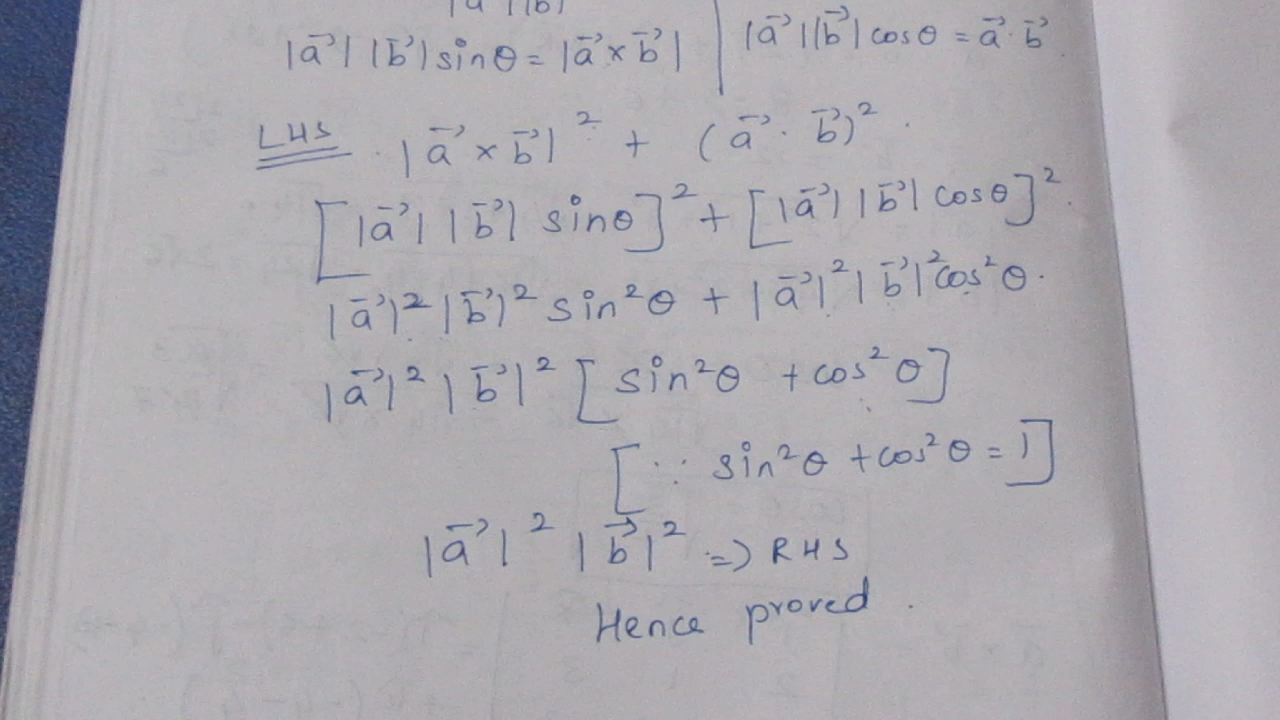 |a⃗| |b⃗| sinθ = |a⃗ × b⃗| | |a⃗| |b⃗| cosθ = a⃗ · b⃗
LHS |a⃗ × b⃗|² + (a⃗ · b⃗)².
[|a⃗| |b⃗| sinθ]² + [|a⃗| |b⃗| cosθ]².
|a⃗|² |b⃗|² sin²θ + |a⃗|² |b⃗|² cos²θ.
|a⃗|² |b⃗|² [sin²θ + cos²θ]
[∵ sin²θ + cos²θ = 1]
|a⃗|² |b⃗|² => RHS
Hence proved.